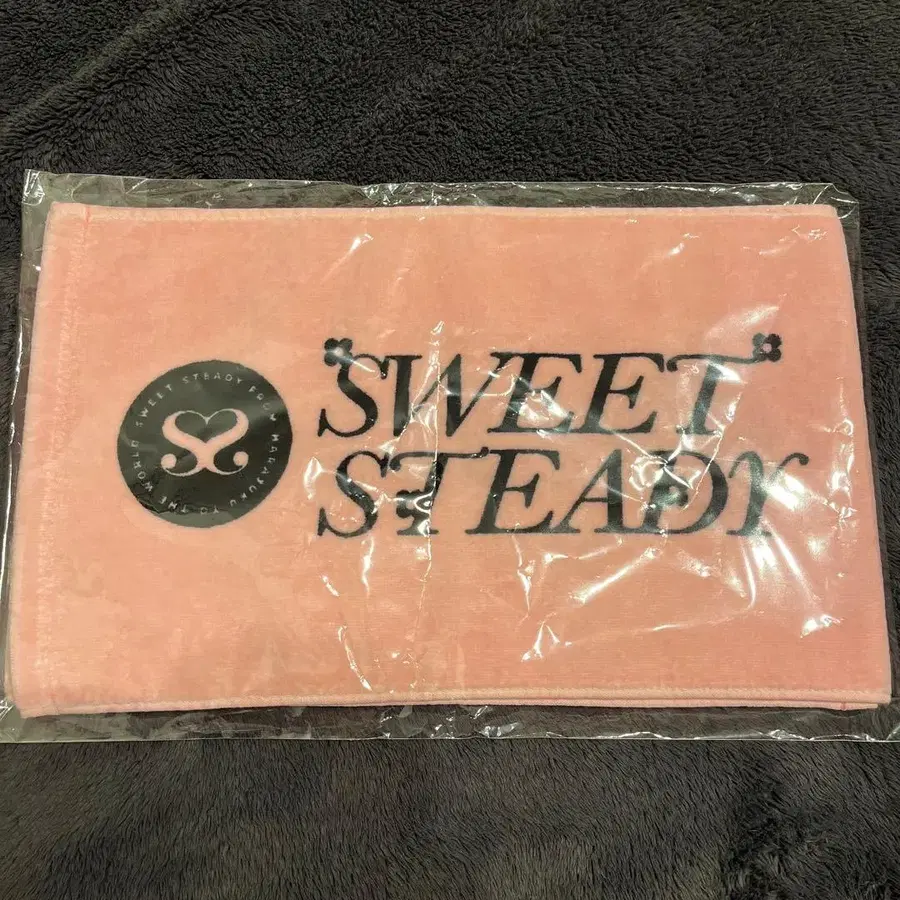 SWEET STEADY FROM HARAJUKU TO THE WORLD
SWEET
STEADY